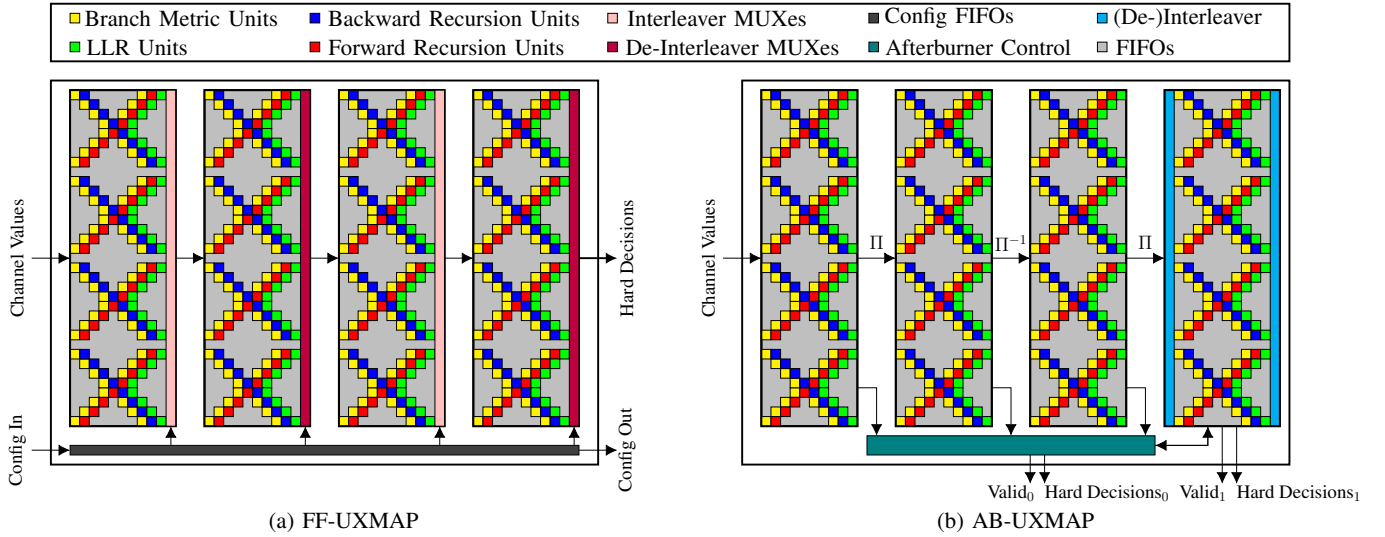 Branch Metric Units Backward Recursion Units Interleaver MUXes Config FIFOs (De-)Interleaver
LLR Units Forward Recursion Units De-Interleaver MUXes Afterburner Control FIFOs
Channel Values
Config In
Hard Decisions
Config Out
(a) FF-UXMAP
Channel Values
Π Π⁻¹ Π
Valid₀ Hard Decisions₀ Valid₁ Hard Decisions₁
(b) AB-UXMAP